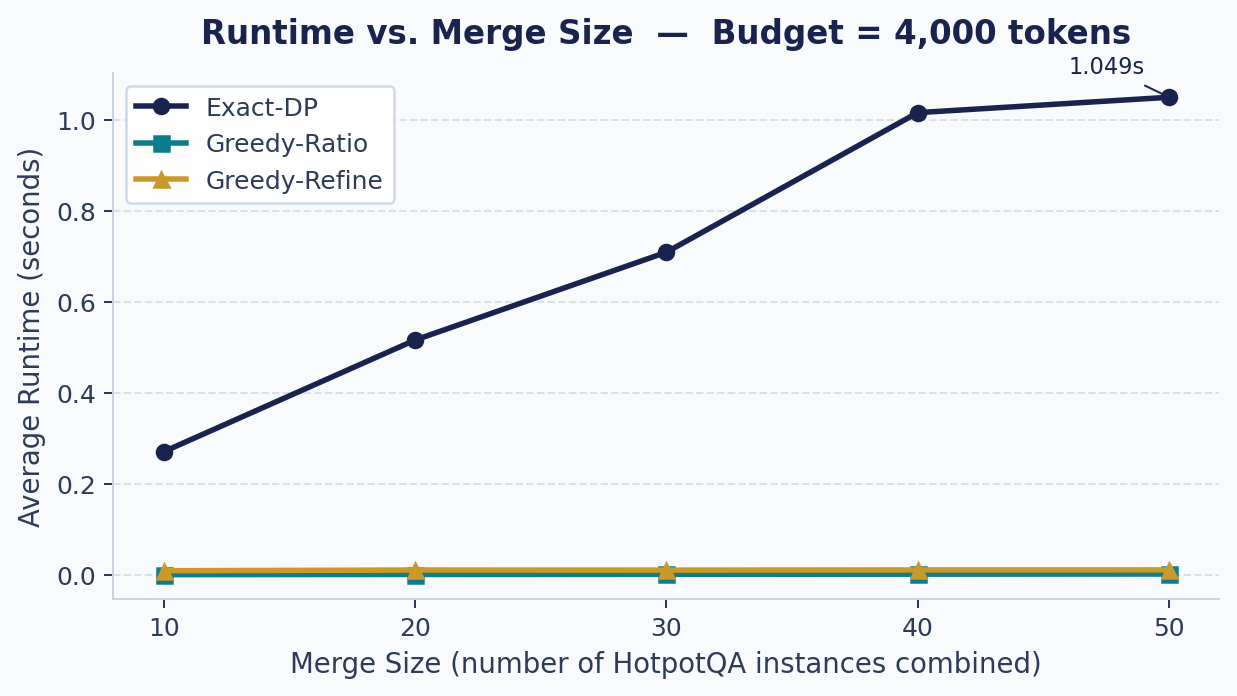 Runtime vs. Merge Size — Budget = 4,000 tokens
1.049s
Exact-DP
Greedy-Ratio
Greedy-Refine
Average Runtime (seconds)
1.0
0.8
0.6
0.4
0.2
0.0
10 20 30 40 50
Merge Size (number of HotpotQA instances combined)